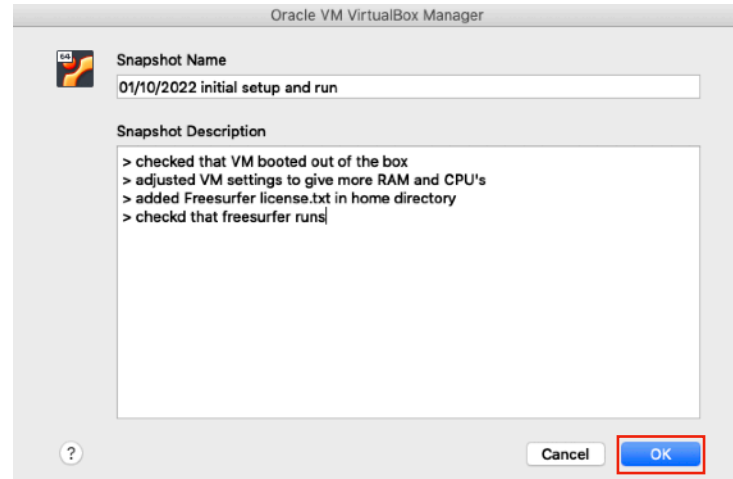 Oracle VM VirtualBox Manager
64
Snapshot Name
01/10/2022 initial setup and run
Snapshot Description
> checked that VM booted out of the box
> adjusted VM settings to give more RAM and CPU's
> added Freesurfer license.txt in home directory
> checkd that freesurfer runs
?
Cancel
OK